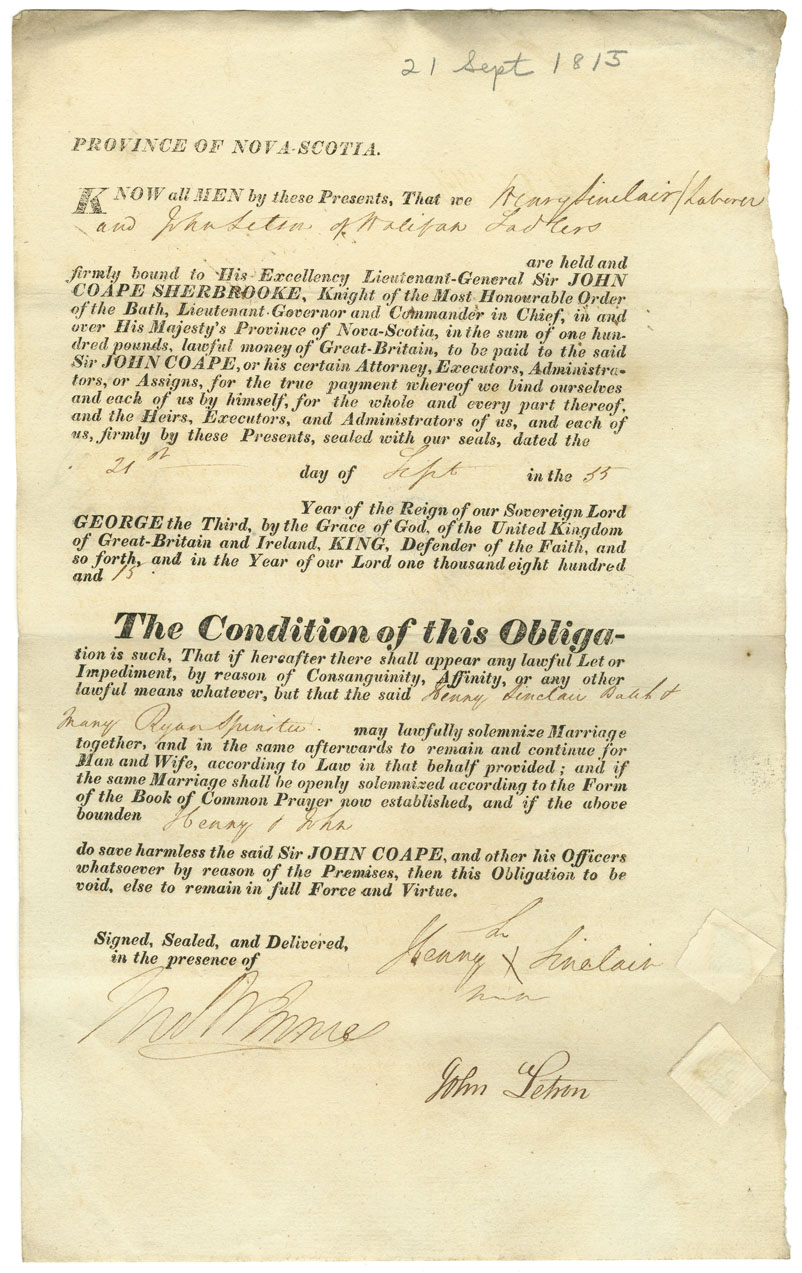 21 Sept 1815
PROVINCE OF NOVA-SCOTIA.
KNOW all MEN by these Presents, That we Henry Sinclair Laborer
and John of Halifax
are held and
firmly bound to His Excellency Lieutenant-General Sir JOHN
COAPE SHERBROOKE, Knight of the Most Honourable Order
of the Bath, Lieutenant-Governor and Commander in Chief, in and
over His Majesty's Province of Nova-Scotia, in the sum of one hun-
dred pounds, lawful money of Great-Britain, to be paid to the said
Sir JOHN COAPE, or his certain Attorney, Executors, Administra-
tors, or Assigns, for the true payment whereof we bind ourselves
and each of us by himself, for the whole and every part thereof,
and the Heirs, Executors, and Administrators of us, and each of
us, firmly by these Presents, sealed with our seals, dated the
21st day of Sept in the 55
Year of the Reign of our Sovereign Lord
GEORGE the Third, by the Grace of God, of the United Kingdom
of Great-Britain and Ireland, KING, Defender of the Faith, and
so forth, and in the Year of our Lord one thousand eight hundred
and 15
The Condition of this Obliga-
tion is such, That if hereafter there shall appear any lawful Let or
Impediment, by reason of Consanguinity, Affinity, or any other
lawful means whatever, but that the said Henry Sinclair Batch &
Mary Ryan Spinster. may lawfully solemnize Marriage
together, and in the same afterwards to remain and continue for
Man and Wife, according to Law in that behalf provided; and if
the same Marriage shall be openly solemnized according to the Form
of the Book of Common Prayer now established, and if the above
bounden Henry & John
do save harmless the said Sir JOHN COAPE, and other his Officers
whatsoever by reason of the Premises, then this Obligation to be
void, else to remain in full Force and Virtue.
Signed, Sealed, and Delivered,
in the presence of
Henry X Sinclair
John